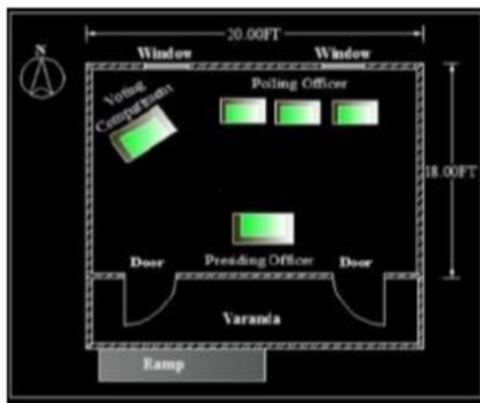 20.00FT
N
Window
Window
Polling Officer
Voting
Compartment
18.00FT
Door
Presiding Officer
Door
Varanda
Ramp